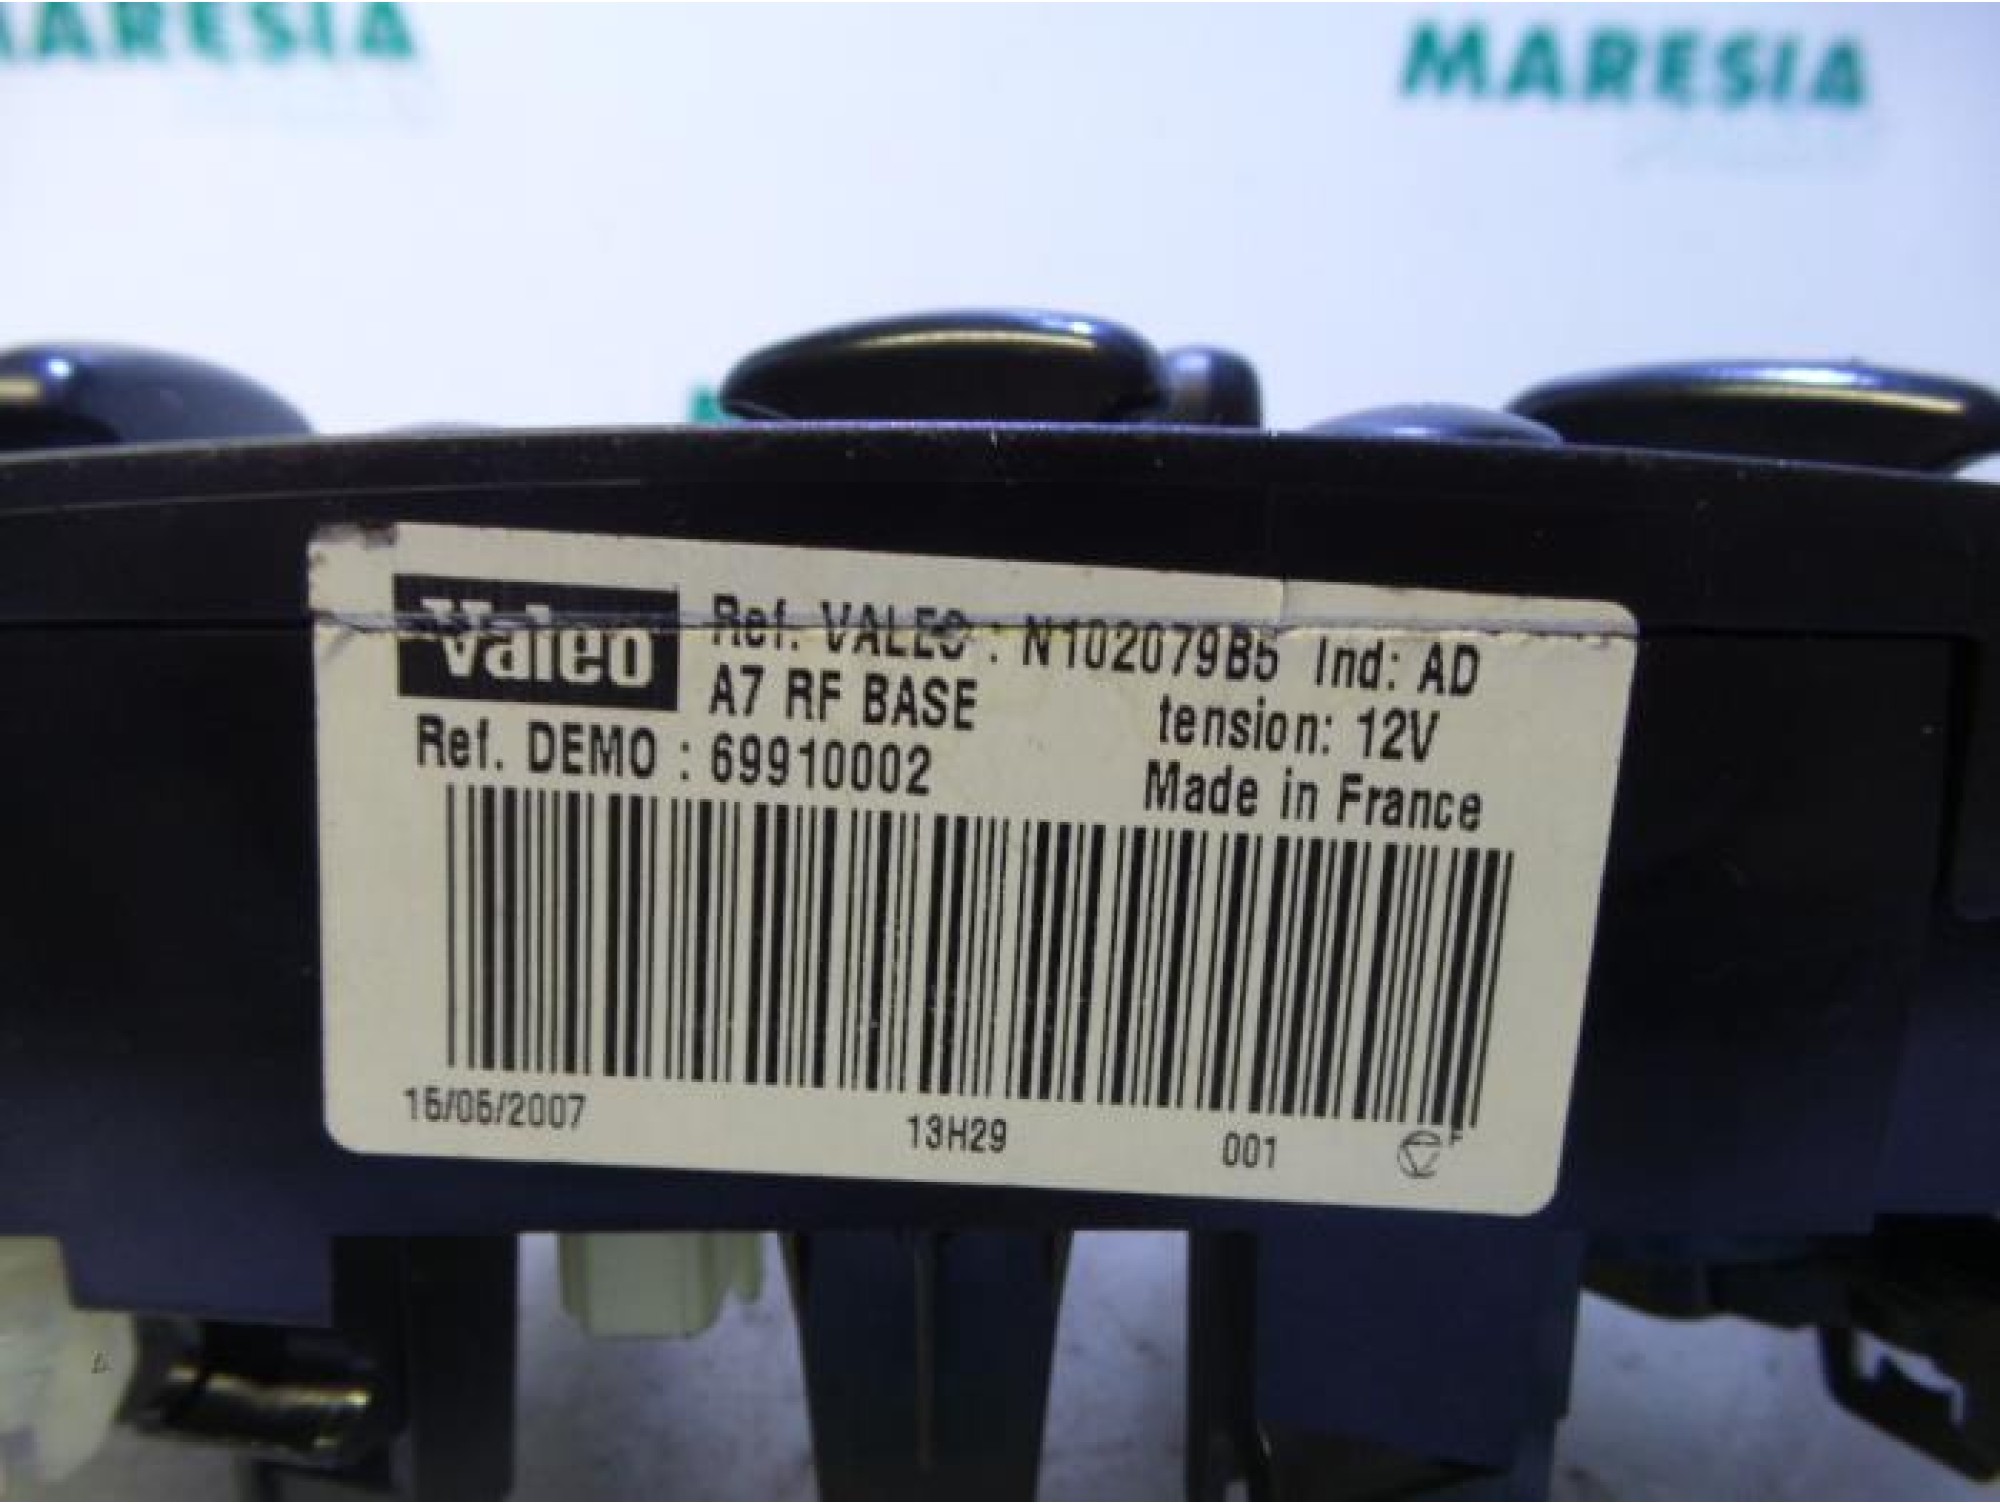 MARESIA
MARESIA
Valeo
Ref. VALEO : N102079B5 Ind: AD
A7 RF BASE tension: 12V
Ref. DEMO : 69910002
Made in France
15/05/2007 13H29 001 F